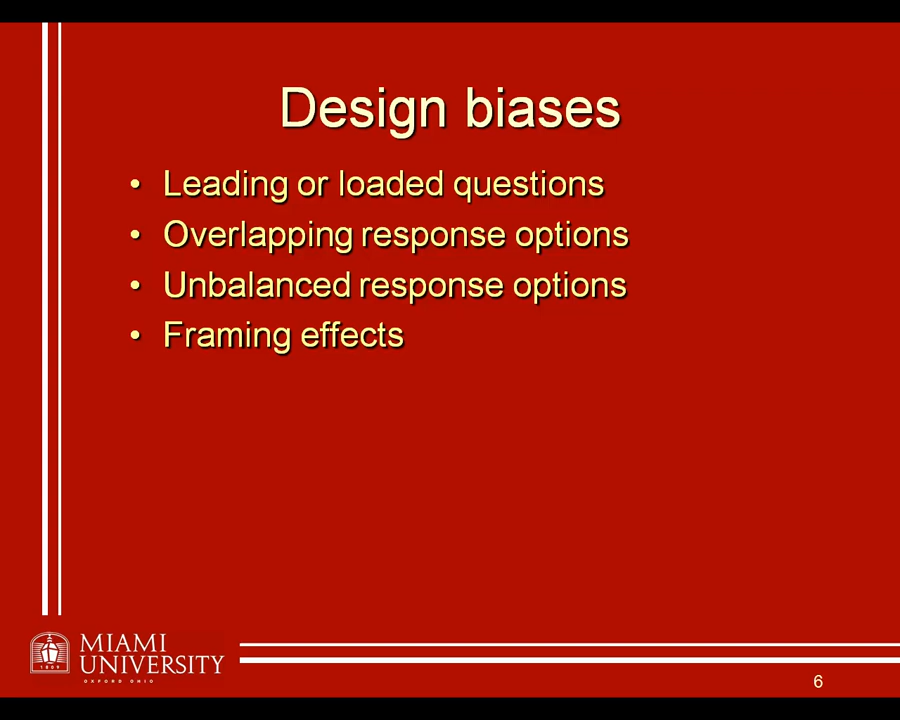 Design biases
• Leading or loaded questions
• Overlapping response options
• Unbalanced response options
• Framing effects
1809
MIAMI
UNIVERSITY
OXFORD OHIO
6